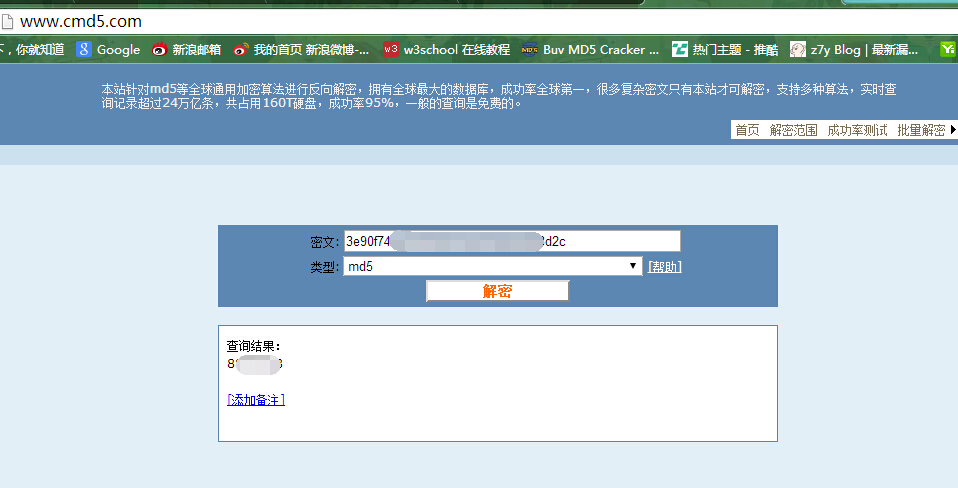 www.cmd5.com
下，你就知道 Google 新浪邮箱 我的首页 新浪微博-... w3school 在线教程 Buv MD5 Cracker ... 热门主题 - 推酷 z7y Blog | 最新漏...
本站针对md5等全球通用加密算法进行反向解密，拥有全球最大的数据库，成功率全球第一，很多复杂密文只有本站才可解密，支持多种算法，实时查
询记录超过24万亿条，共占用160T硬盘，成功率95%，一般的查询是免费的。
首页 解密范围 成功率测试 批量解密
密文: 3e90f74 d2c
类型: md5 [帮助]
解密
查询结果:
8
[添加备注]